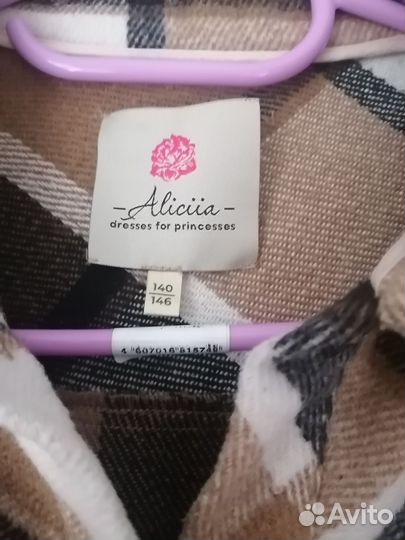 Aliciia
dresses for princesses
140
146
Avito